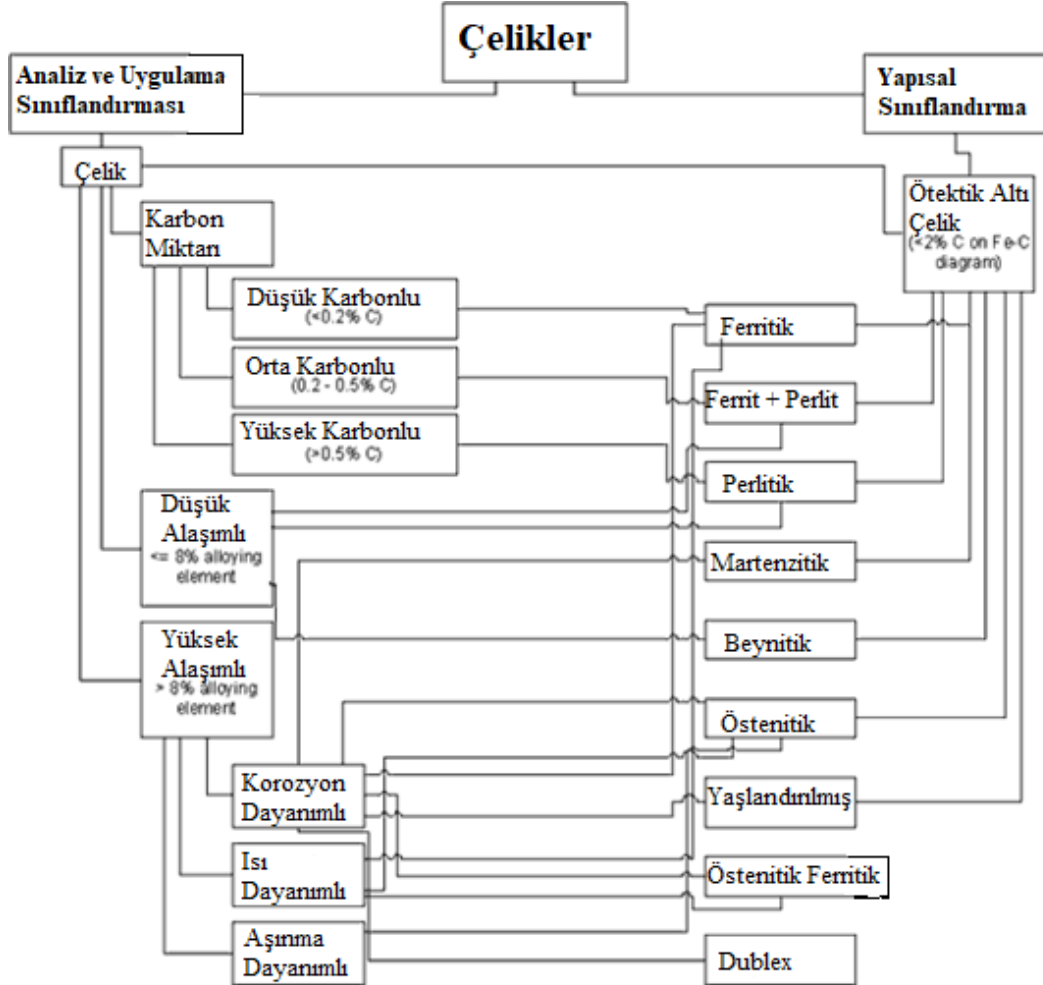 Çelikler
Analiz ve Uygulama
Sınıflandırması
Yapısal
Sınıflandırma
Çelik
Ötektik Altı
Çelik
(<2% C on Fe-C
diagram)
Karbon
Miktarı
Düşük Karbonlu
(<0.2% C)
Orta Karbonlu
(0.2 - 0.5% C)
Yüksek Karbonlu
(>0.5% C)
Düşük
Alaşımlı
<= 8% alloying
element
Yüksek
Alaşımlı
> 8% alloying
element
Korozyon
Dayanımlı
Isı
Dayanımlı
Aşınma
Dayanımlı
Ferritik
Ferrit + Perlit
Perlitik
Martenzitik
Beynitik
Östenitik
Yaşlandırılmış
Östenitik Ferritik
Dublex